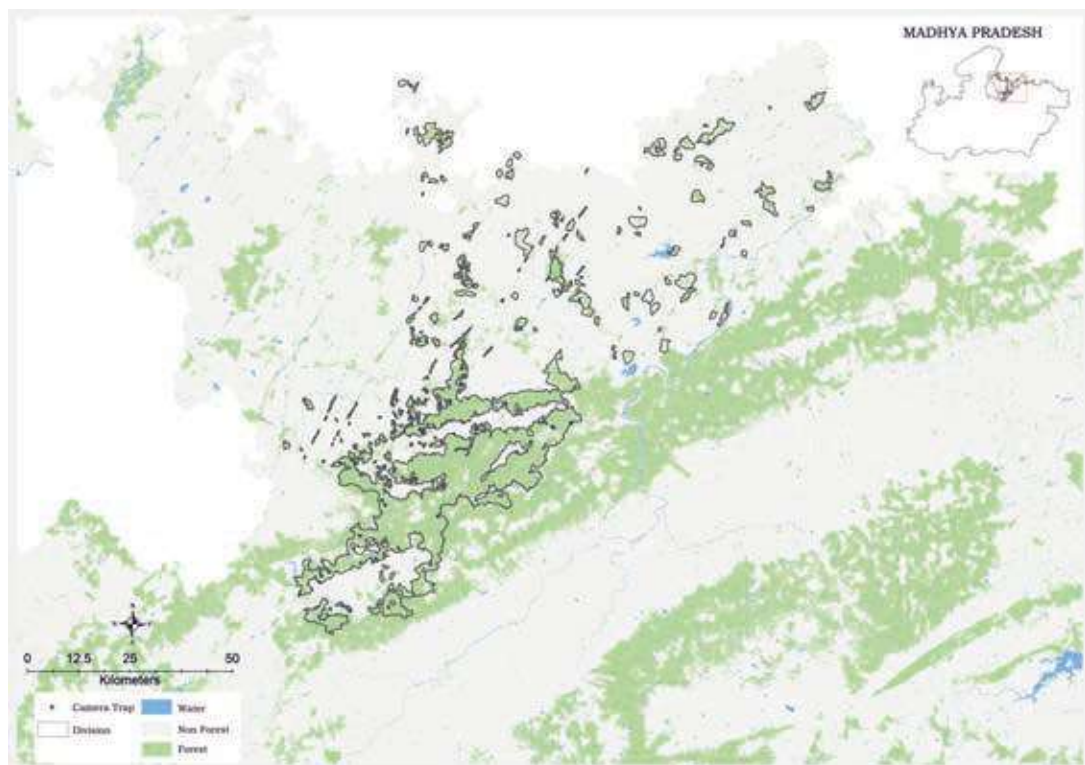 MADHYA PRADESH
0 12.5 25 50
Kilometers
Camera Trap
Water
Division
Non Forest
Forest